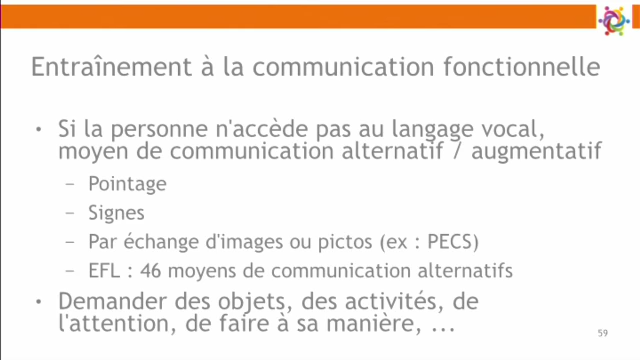 Entraînement à la communication fonctionnelle
• Si la personne n'accède pas au langage vocal,
moyen de communication alternatif / augmentatif
– Pointage
– Signes
– Par échange d'images ou pictos (ex : PECS)
– EFL : 46 moyens de communication alternatifs
• Demander des objets, des activités, de
l'attention, de faire à sa manière, ...
59